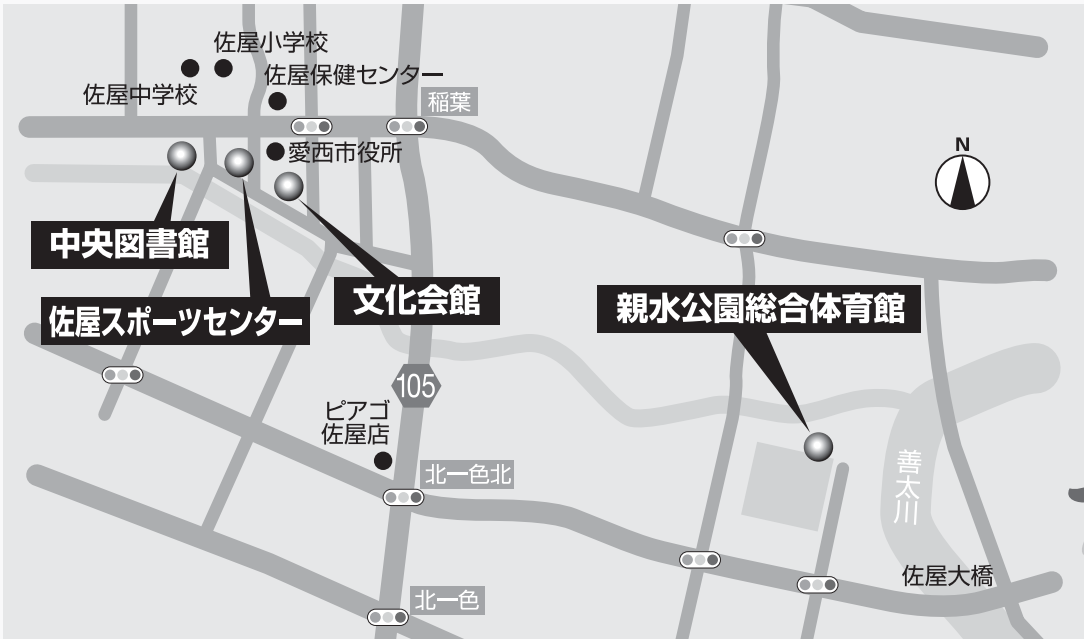 佐屋小学校
佐屋保健センター
佐屋中学校
稲葉
愛西市役所
N
中央図書館
佐屋スポーツセンター
文化会館
親水公園総合体育館
105
ピアゴ
佐屋店
北一色北
善太川
佐屋大橋
北一色